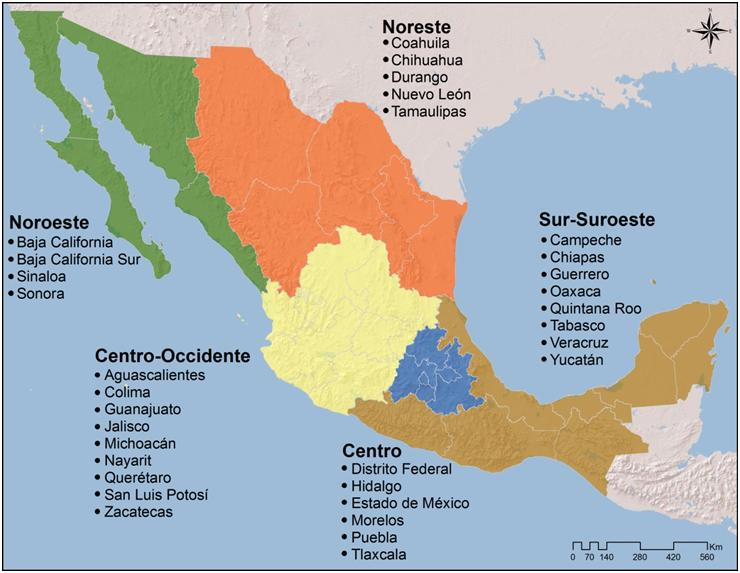 Noreste
• Coahuila
• Chihuahua
• Durango
• Nuevo León
• Tamaulipas
N
W
E
S
Noroeste
• Baja California
• Baja California Sur
• Sinaloa
• Sonora
Sur-Suroeste
• Campeche
• Chiapas
• Guerrero
• Oaxaca
• Quintana Roo
• Tabasco
• Veracruz
• Yucatán
Centro-Occidente
• Aguascalientes
• Colima
• Guanajuato
• Jalisco
• Michoacán
• Nayarit
• Querétaro
• San Luis Potosí
• Zacatecas
Centro
• Distrito Federal
• Hidalgo
• Estado de México
• Morelos
• Puebla
• Tlaxcala
Km
0 70 140 280 420 560